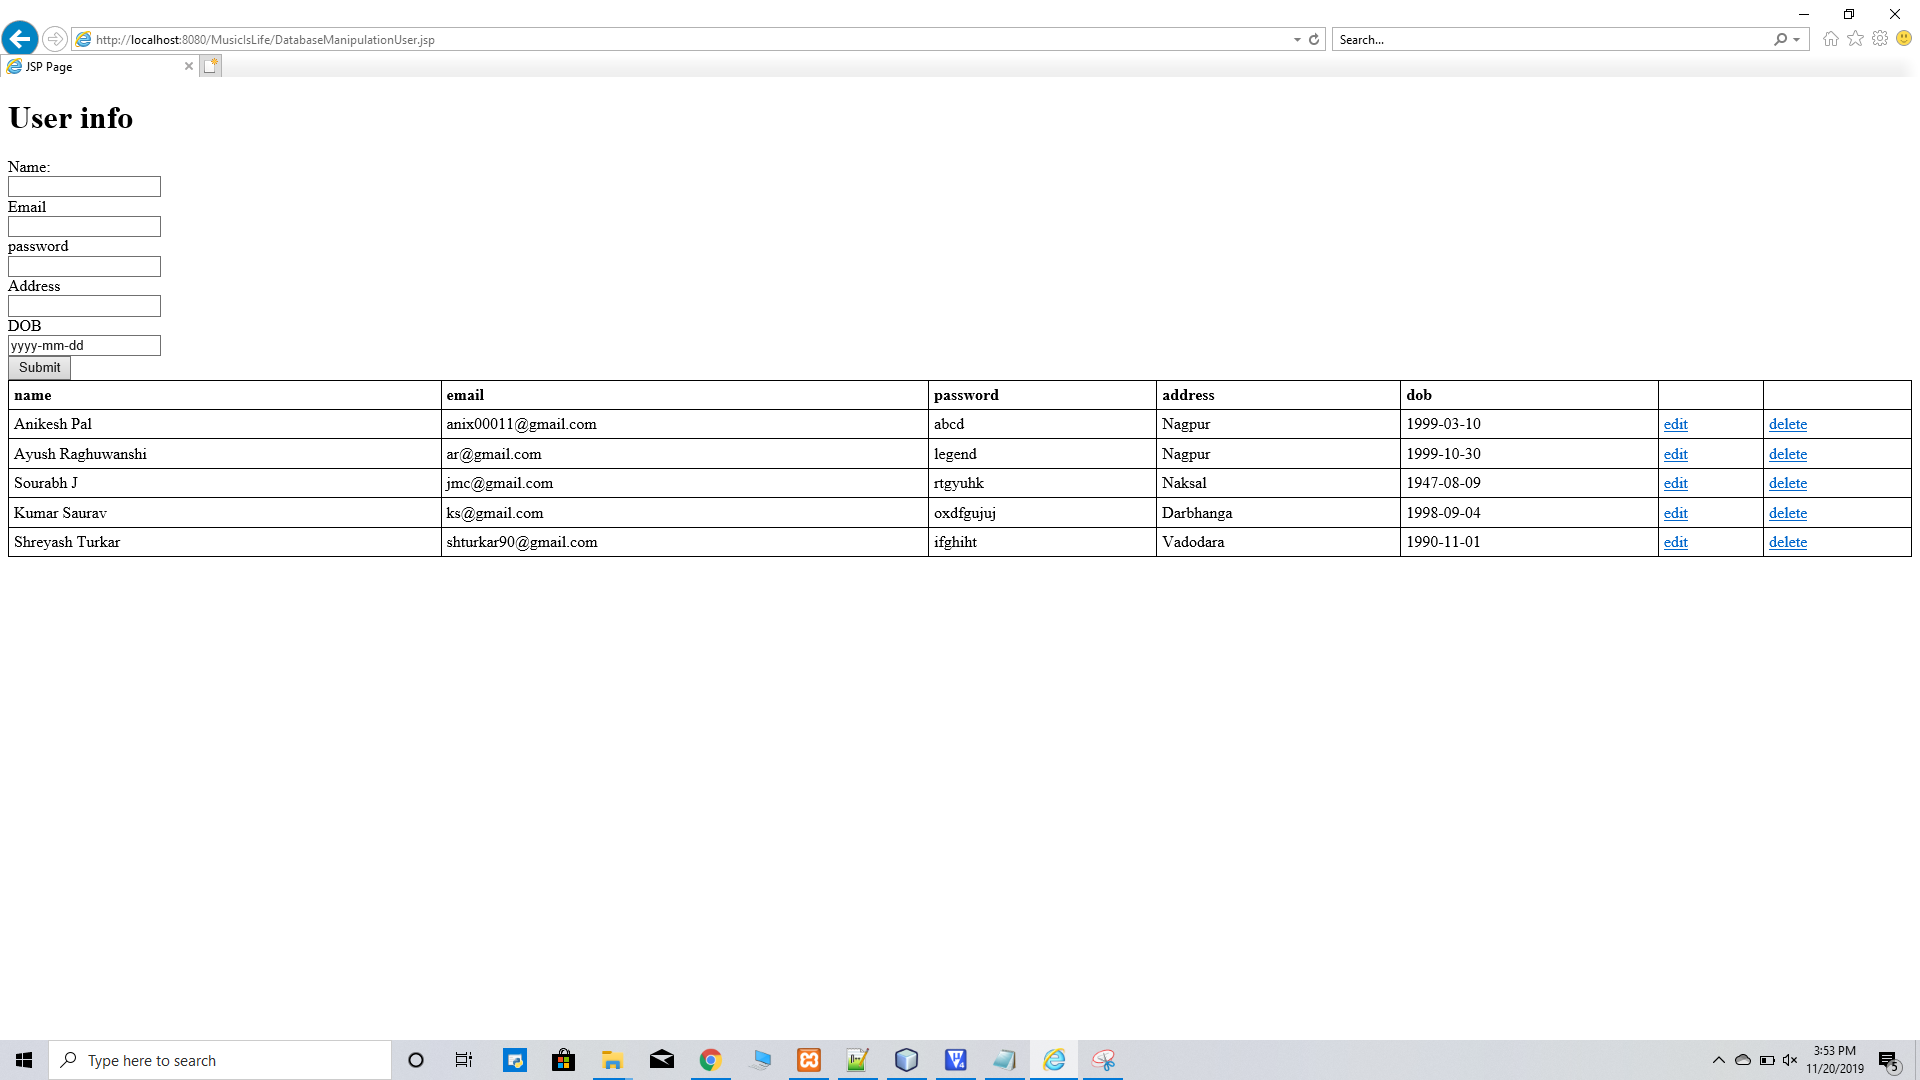 http://localhost:8080/MusicIsLife/DatabaseManipulationUser.jsp
Search...
JSP Page
User info
Name:
Email
password
Address
DOB
yyyy-mm-dd
Submit
name email password address dob
Anikesh Pal anix00011@gmail.com abcd Nagpur 1999-03-10 edit delete
Ayush Raghuwanshi ar@gmail.com legend Nagpur 1999-10-30 edit delete
Sourabh J jmc@gmail.com rtgyuhk Naksal 1947-08-09 edit delete
Kumar Saurav ks@gmail.com oxdfgujuj Darbhanga 1998-09-04 edit delete
Shreyash Turkar shturkar90@gmail.com ifghiht Vadodara 1990-11-01 edit delete
Type here to search
3:53 PM
11/20/2019
5